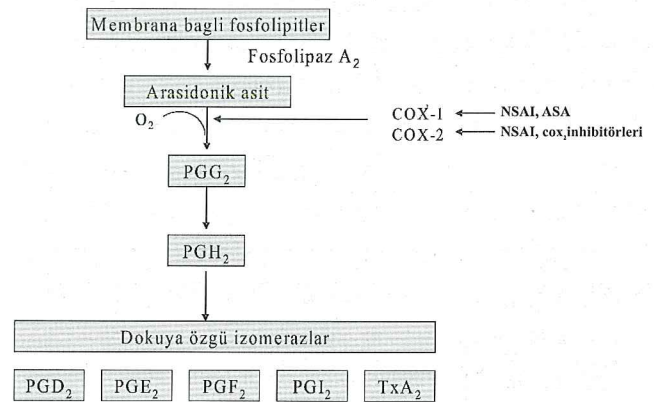 Membrana bagli fosfolipitler
Fosfolipaz A₂
Arasidonik asit
O₂
COX-1 NSAI, ASA
COX-2 NSAI, cox₂inhibitörleri
PGG₂
PGH₂
Dokuya özgü izomerazlar
PGD₂ PGE₂ PGF₂ PGI₂ TxA₂